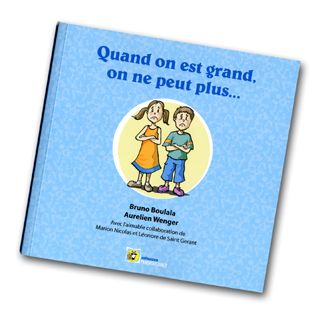 Quand on est grand,
on ne peut plus...
Bruno Boulala
Aurelien Wenger
Avec l'aimable collaboration de
Marion Nicolas et Léonore de Saint Gerant